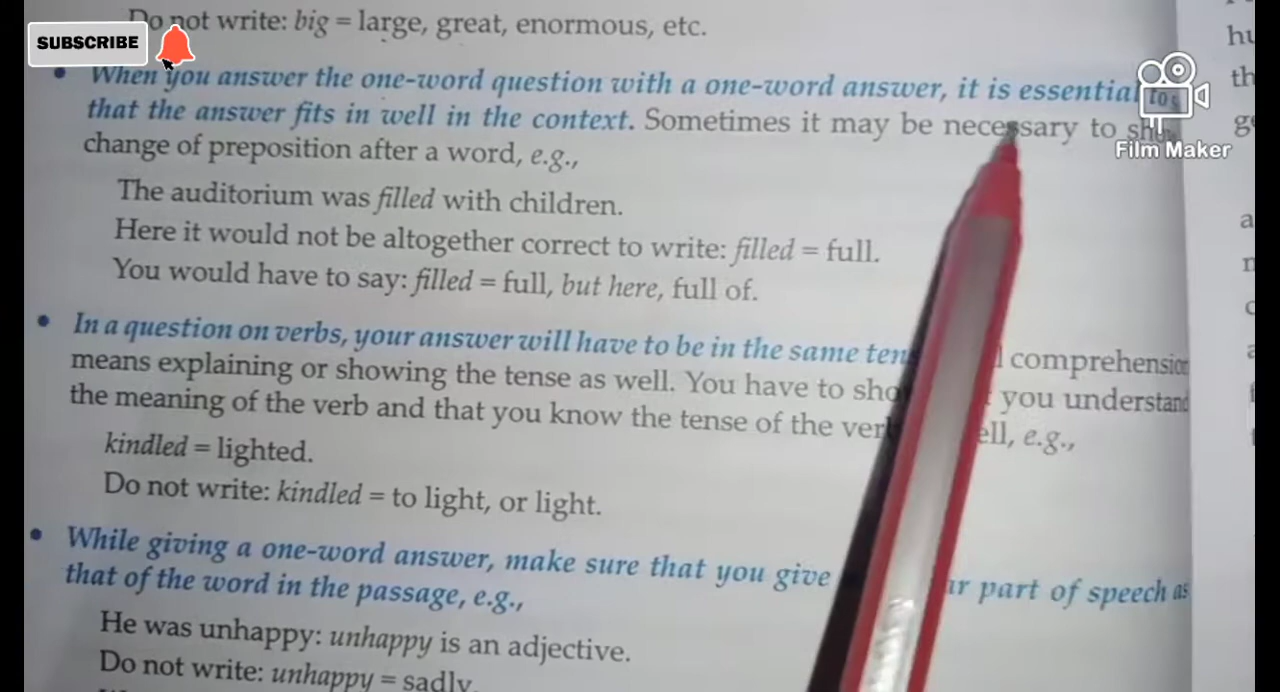 Do not write: big = large, great, enormous, etc.
SUBSCRIBE
• When you answer the one-word question with a one-word answer, it is essential to
that the answer fits in well in the context. Sometimes it may be necessary to
change of preposition after a word, e.g.,
Film Maker
The auditorium was filled with children.
Here it would not be altogether correct to write: filled = full.
You would have to say: filled = full, but here, full of.
• In a question on verbs, your answer will have to be in the same comprehension
means explaining or showing the tense as well. You have to you understand
the meaning of the verb and that you know the tense of the e.g.,
kindled = lighted.
Do not write: kindled = to light, or light.
• While giving a one-word answer, make sure that you give part of speech as
that of the word in the passage, e.g.,
He was unhappy: unhappy is an adjective.
Do not write: unhappy = sadly.